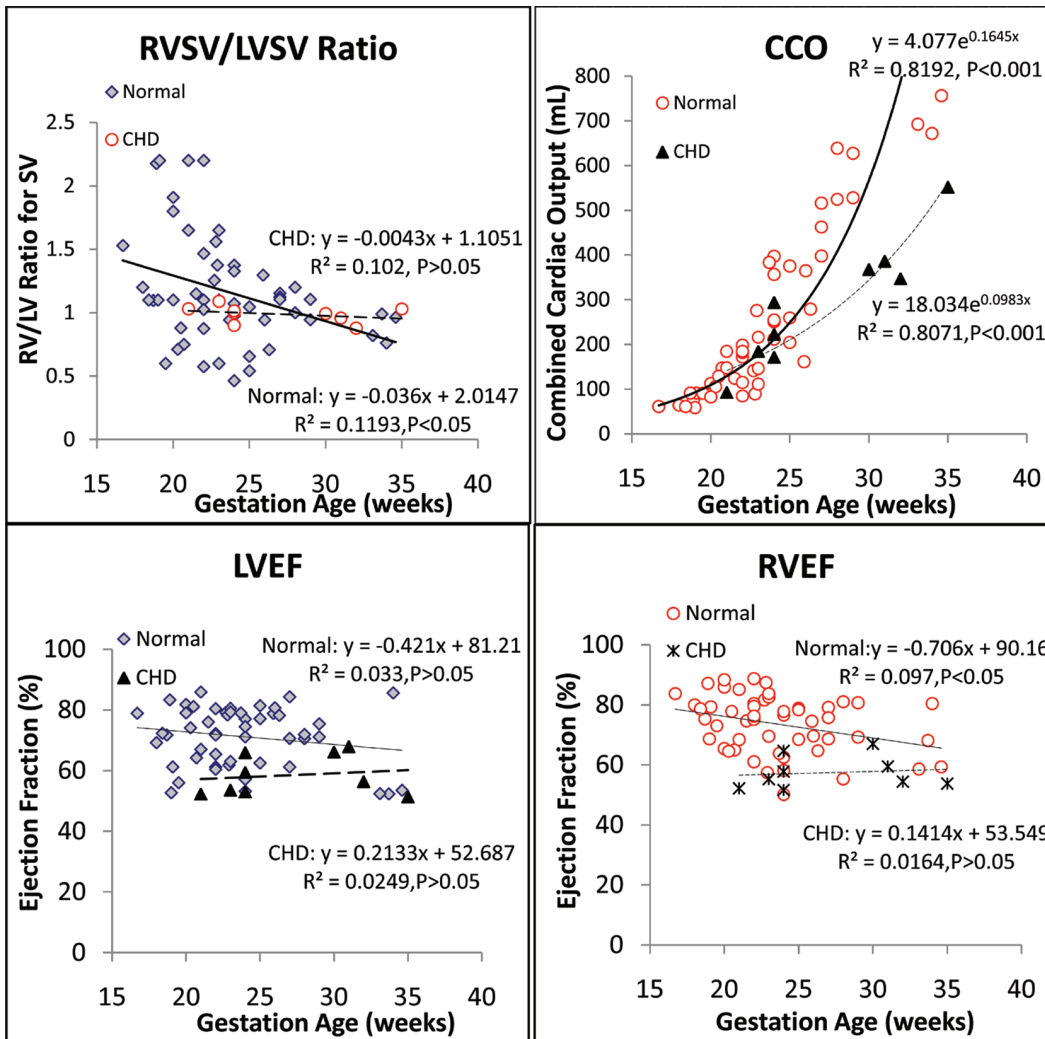 RVSV/LVSV Ratio
Normal
CHD
RV/LV Ratio for SV
2.5
2
1.5
1
0.5
0
CHD: y = -0.0043x + 1.1051
R² = 0.102, P>0.05
Normal: y = -0.036x + 2.0147
R² = 0.1193,P<0.05
15 20 25 30 35 40
Gestation Age (weeks)
CCO
y = 4.077e^0.1645x
R² = 0.8192, P<0.001
Normal
CHD
Combined Cardiac Output (mL)
800
700
600
500
400
300
200
100
0
y = 18.034e^0.0983x
R² = 0.8071,P<0.001
15 20 25 30 35 40
Gestation Age (weeks)
LVEF
Normal
CHD
Ejection Fraction (%)
100
80
60
40
20
0
Normal: y = -0.421x + 81.21
R² = 0.033,P>0.05
CHD: y = 0.2133x + 52.687
R² = 0.0249,P>0.05
15 20 25 30 35 40
Gestation Age (weeks)
RVEF
Normal
CHD
Ejection Fraction (%)
100
80
60
40
20
0
Normal:y = -0.706x + 90.16
R² = 0.097,P<0.05
CHD: y = 0.1414x + 53.549
R² = 0.0164,P>0.05
15 20 25 30 35 40
Gestation Age (weeks)